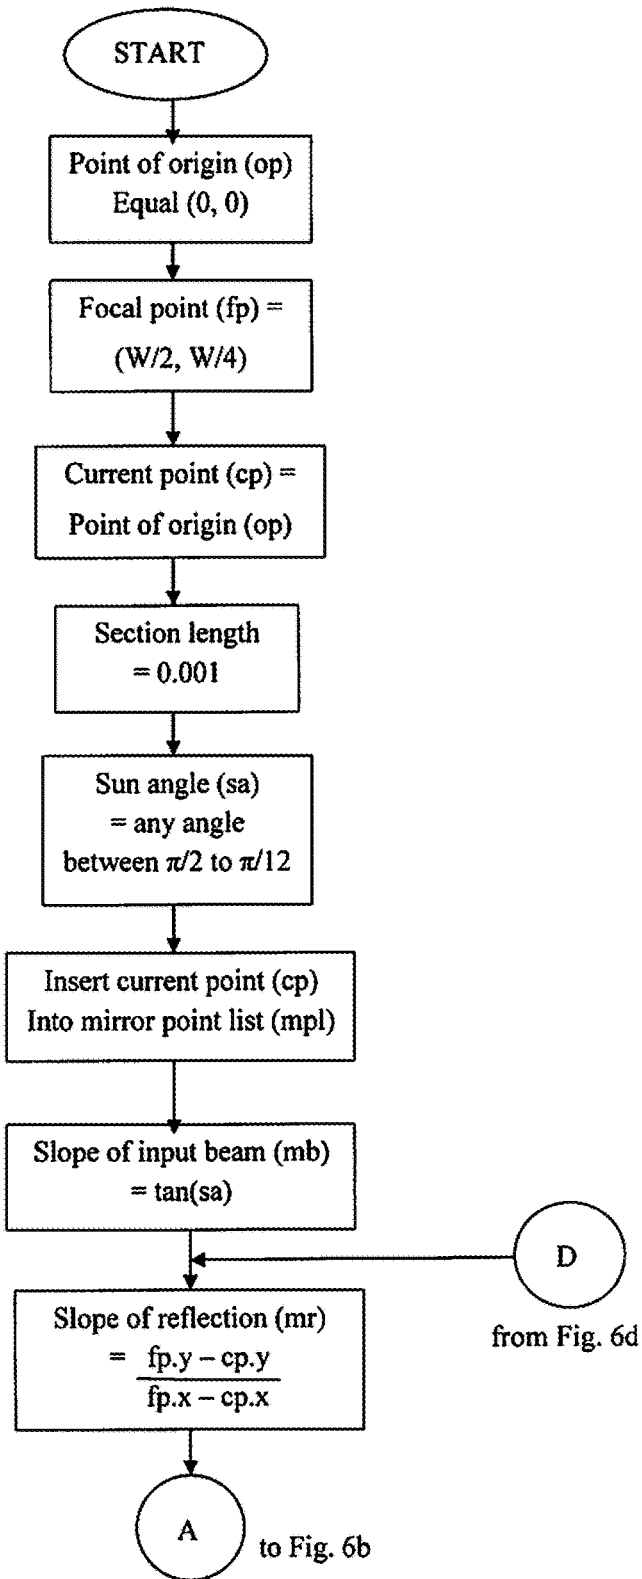 START
Point of origin (op)
Equal (0, 0)
Focal point (fp) =
(W/2, W/4)
Current point (cp) =
Point of origin (op)
Section length
= 0.001
Sun angle (sa)
= any angle
between π/2 to π/12
Insert current point (cp)
Into mirror point list (mpl)
Slope of input beam (mb)
= tan(sa)
D
from Fig. 6d
Slope of reflection (mr)
= fp.y – cp.y
fp.x – cp.x
A
to Fig. 6b